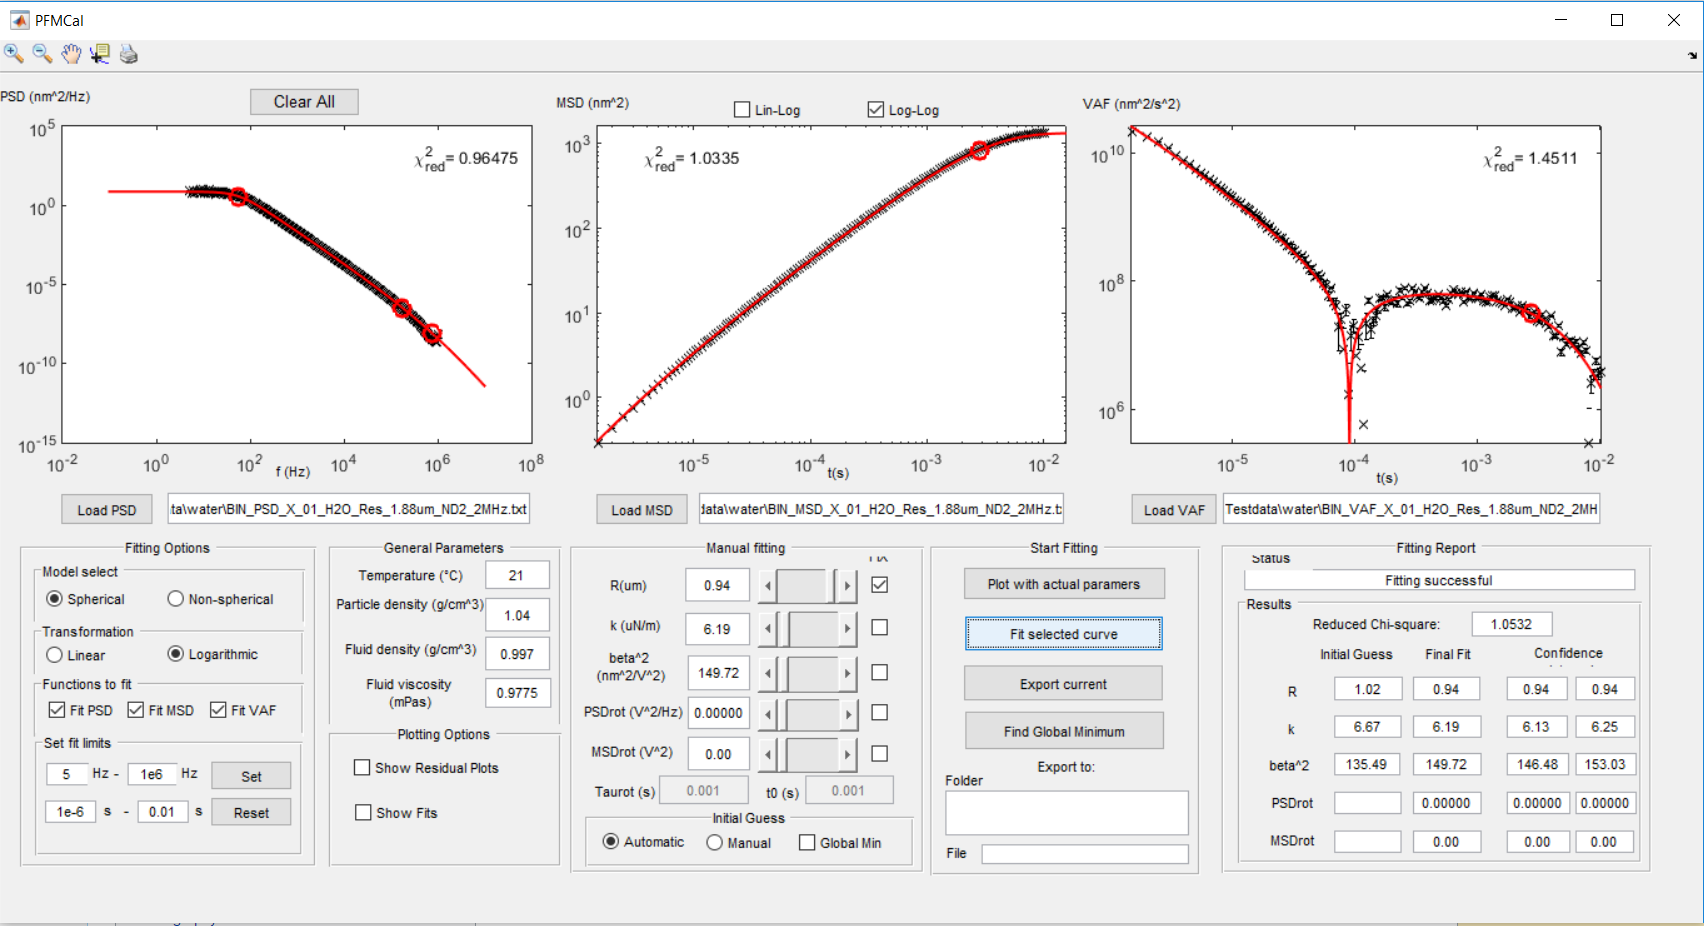 PFMCal
PSD (nm^2/Hz)
Clear All
MSD (nm^2)
Lin-Log
Log-Log
VAF (nm^2/s^2)
χ²red = 0.96475
χ²red = 1.0335
χ²red = 1.4511
10^5
10^0
10^-5
10^-10
10^-15
10^-2 10^0 10^2 10^4 10^6 10^8
f (Hz)
10^3
10^2
10^1
10^0
10^-5 10^-4 10^-3 10^-2
t(s)
10^10
10^8
10^6
10^-5 10^-4 10^-3 10^-2
t(s)
Load PSD
ta\water\BIN_PSD_X_01_H2O_Res_1.88um_ND2_2MHz.txt
Load MSD
data\water\BIN_MSD_X_01_H2O_Res_1.88um_ND2_2MHz.t
Load VAF
Testdata\water\BIN_VAF_X_01_H2O_Res_1.88um_ND2_2MH
Fitting Options
Model select
Spherical
Non-spherical
Transformation
Linear
Logarithmic
Functions to fit
Fit PSD
Fit MSD
Fit VAF
Set fit limits
5 Hz - 1e6 Hz Set
1e-6 s - 0.01 s Reset
General Parameters
Temperature (°C) 21
Particle density (g/cm^3) 1.04
Fluid density (g/cm^3) 0.997
Fluid viscosity
(mPas) 0.9775
Plotting Options
Show Residual Plots
Show Fits
Manual fitting
R(um) 0.94
k (uN/m) 6.19
beta^2
(nm^2/V^2) 149.72
PSDrot (V^2/Hz) 0.00000
MSDrot (V^2) 0.00
Taurot (s) 0.001 t0 (s) 0.001
Initial Guess
Automatic
Manual
Global Min
Start Fitting
Plot with actual paramers
Fit selected curve
Export current
Find Global Minimum
Export to:
Folder
File
Fitting Report
Status
Fitting successful
Results
Reduced Chi-square: 1.0532
Initial Guess Final Fit Confidence
R 1.02 0.94 0.94 0.94
k 6.67 6.19 6.13 6.25
beta^2 135.49 149.72 146.48 153.03
PSDrot 0.00000 0.00000 0.00000
MSDrot 0.00 0.00 0.00